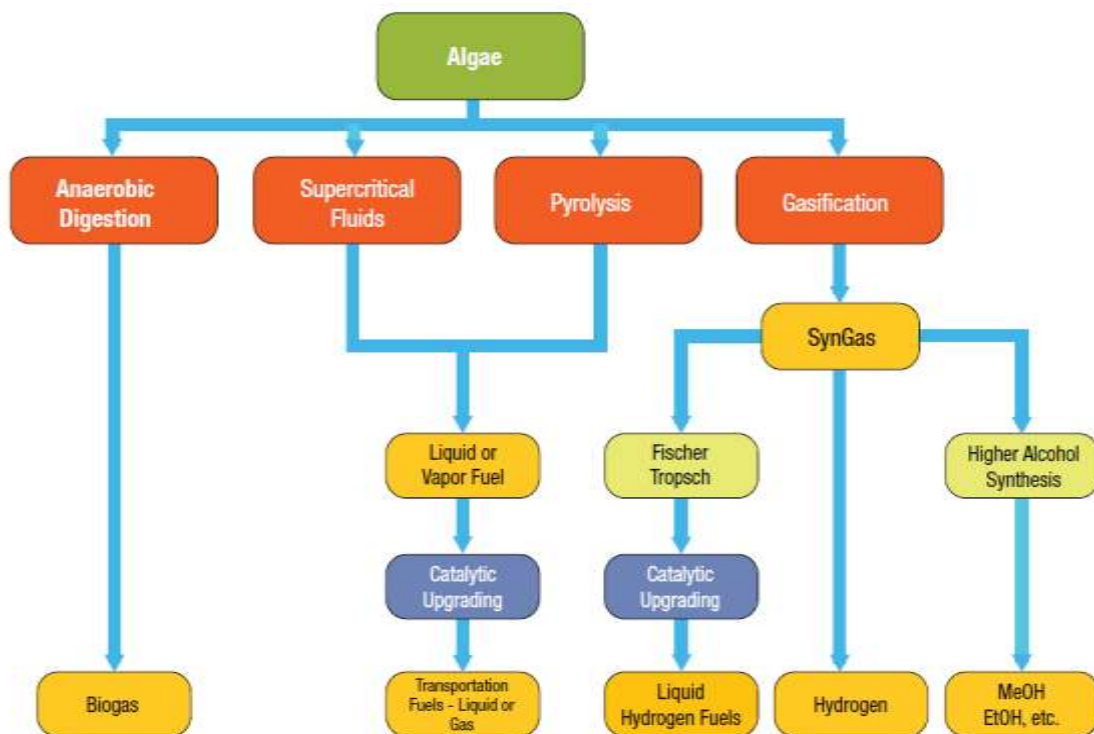 Algae
Anaerobic
Digestion
Supercritical
Fluids
Pyrolysis
Gasification
SynGas
Liquid or
Vapor Fuel
Fischer
Tropsch
Higher Alcohol
Synthesis
Catalytic
Upgrading
Catalytic
Upgrading
Biogas
Transportation
Fuels - Liquid or
Gas
Liquid
Hydrogen Fuels
Hydrogen
MeOH
EtOH, etc.